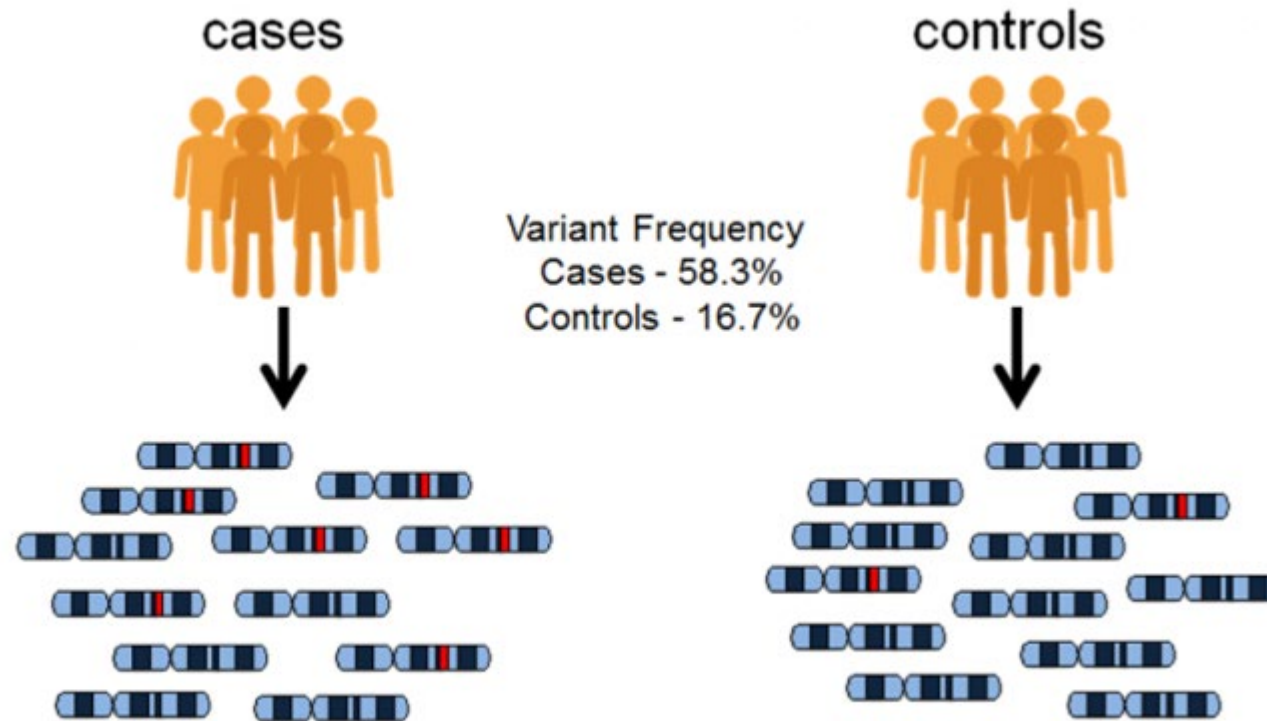 cases
controls
Variant Frequency
Cases - 58.3%
Controls - 16.7%